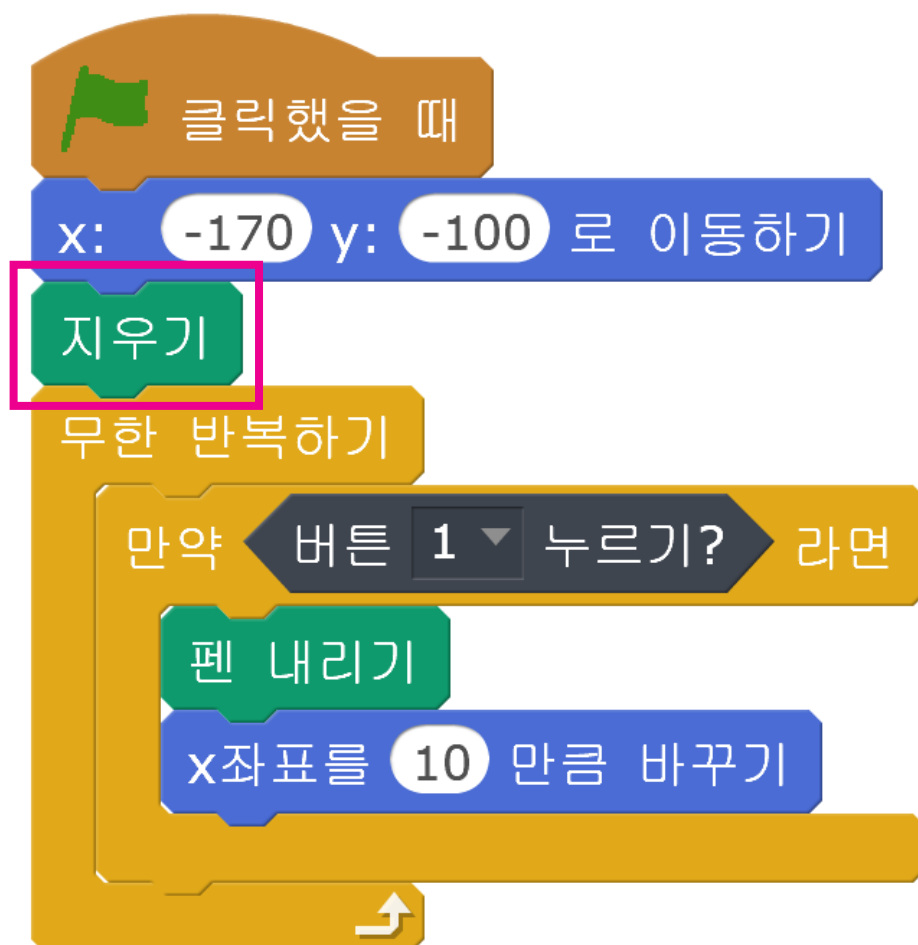 클릭했을 때
x: -170 y: -100 로 이동하기
지우기
무한 반복하기
만약 버튼 1 누르기? 라면
펜 내리기
x좌표를 10 만큼 바꾸기